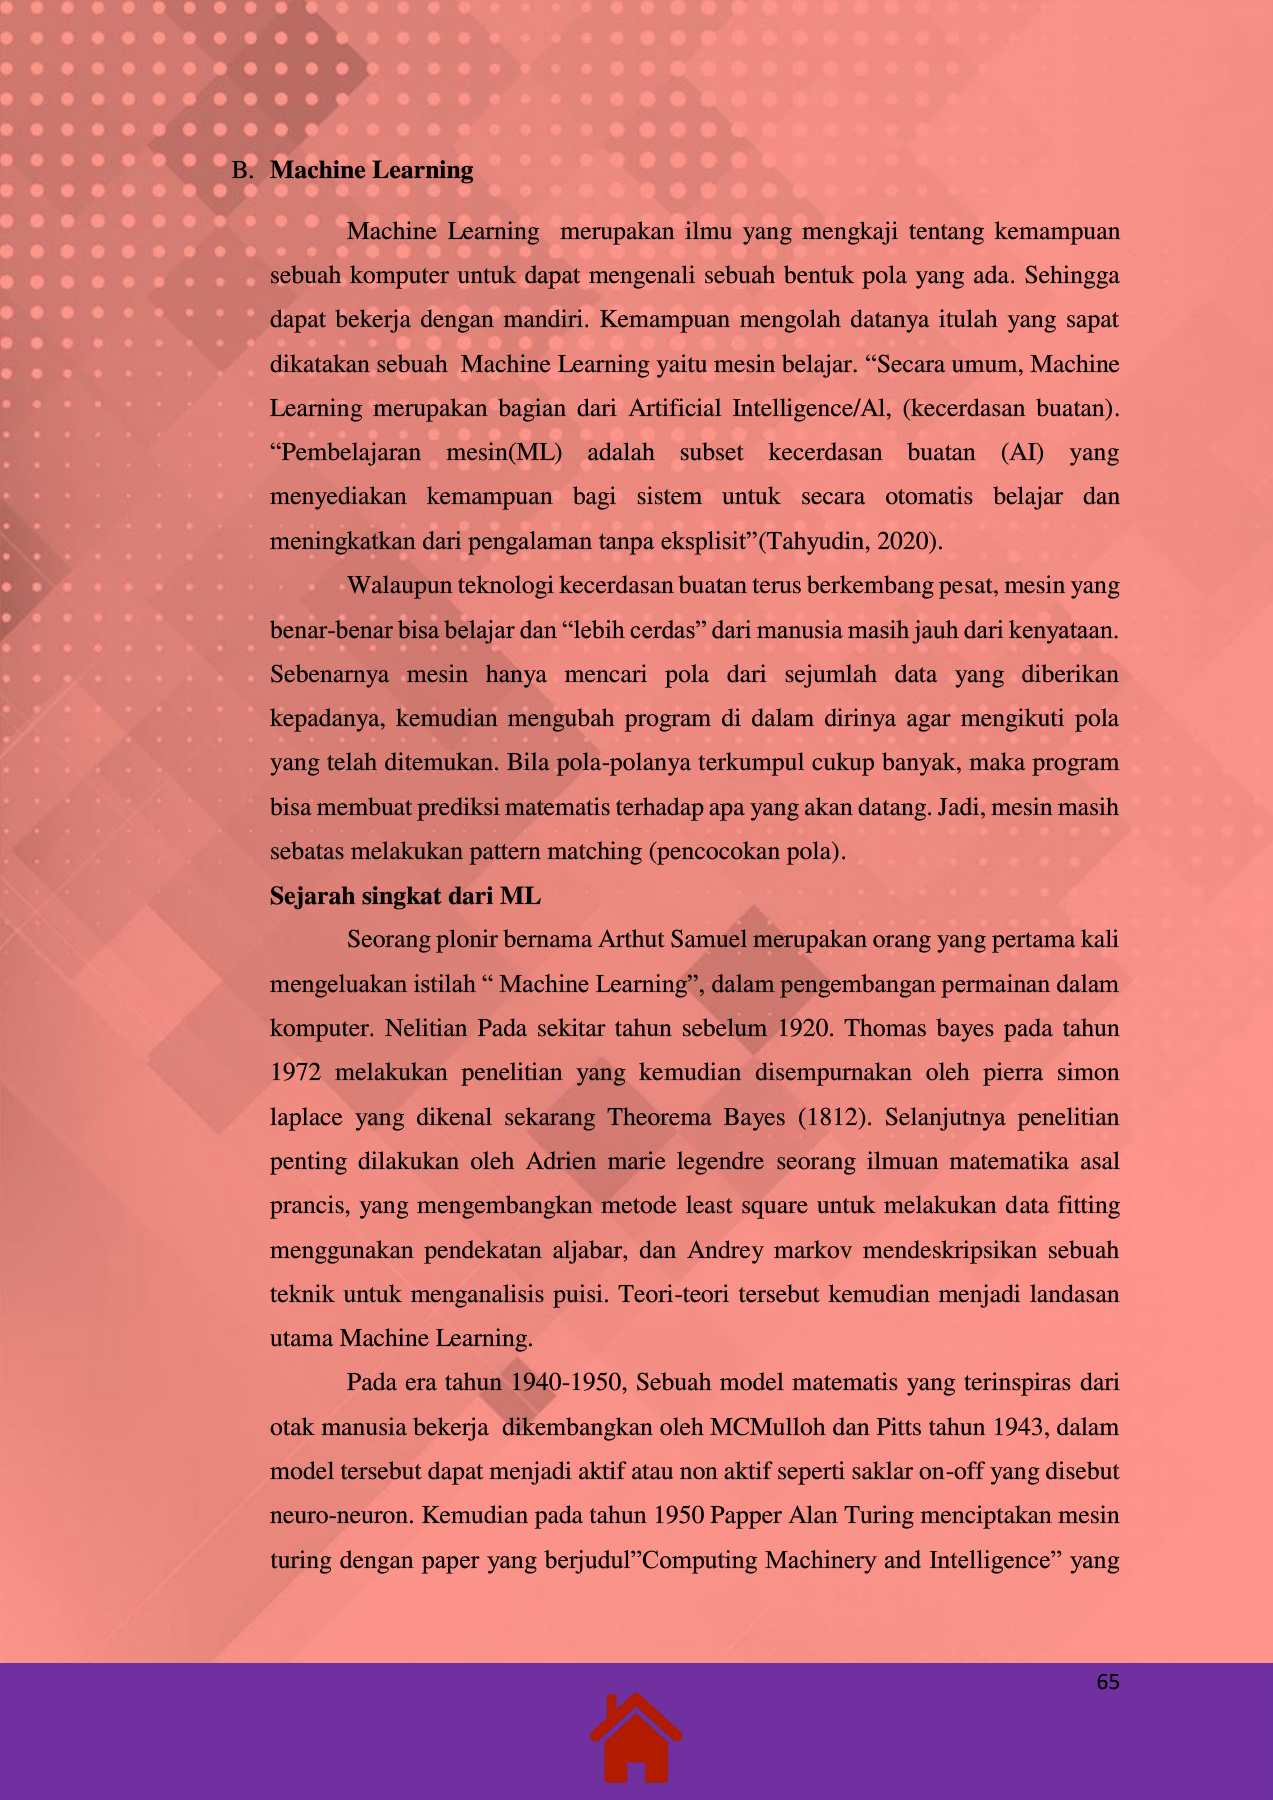 B. Machine Learning
Machine Learning merupakan ilmu yang mengkaji tentang kemampuan
sebuah komputer untuk dapat mengenali sebuah bentuk pola yang ada. Sehingga
dapat bekerja dengan mandiri. Kemampuan mengolah datanya itulah yang sapat
dikatakan sebuah Machine Learning yaitu mesin belajar. “Secara umum, Machine
Learning merupakan bagian dari Artificial Intelligence/Al, (kecerdasan buatan).
“Pembelajaran mesin(ML) adalah subset kecerdasan buatan (AI) yang
menyediakan kemampuan bagi sistem untuk secara otomatis belajar dan
meningkatkan dari pengalaman tanpa eksplisit”(Tahyudin, 2020).
Walaupun teknologi kecerdasan buatan terus berkembang pesat, mesin yang
benar-benar bisa belajar dan “lebih cerdas” dari manusia masih jauh dari kenyataan.
Sebenarnya mesin hanya mencari pola dari sejumlah data yang diberikan
kepadanya, kemudian mengubah program di dalam dirinya agar mengikuti pola
yang telah ditemukan. Bila pola-polanya terkumpul cukup banyak, maka program
bisa membuat prediksi matematis terhadap apa yang akan datang. Jadi, mesin masih
sebatas melakukan pattern matching (pencocokan pola).
Sejarah singkat dari ML
Seorang plonir bernama Arthut Samuel merupakan orang yang pertama kali
mengeluakan istilah “ Machine Learning”, dalam pengembangan permainan dalam
komputer. Nelitian Pada sekitar tahun sebelum 1920. Thomas bayes pada tahun
1972 melakukan penelitian yang kemudian disempurnakan oleh pierra simon
laplace yang dikenal sekarang Theorema Bayes (1812). Selanjutnya penelitian
penting dilakukan oleh Adrien marie legendre seorang ilmuan matematika asal
prancis, yang mengembangkan metode least square untuk melakukan data fitting
menggunakan pendekatan aljabar, dan Andrey markov mendeskripsikan sebuah
teknik untuk menganalisis puisi. Teori-teori tersebut kemudian menjadi landasan
utama Machine Learning.
Pada era tahun 1940-1950, Sebuah model matematis yang terinspiras dari
otak manusia bekerja dikembangkan oleh MCMulloh dan Pitts tahun 1943, dalam
model tersebut dapat menjadi aktif atau non aktif seperti saklar on-off yang disebut
neuro-neuron. Kemudian pada tahun 1950 Papper Alan Turing menciptakan mesin
turing dengan paper yang berjudul”Computing Machinery and Intelligence” yang
65